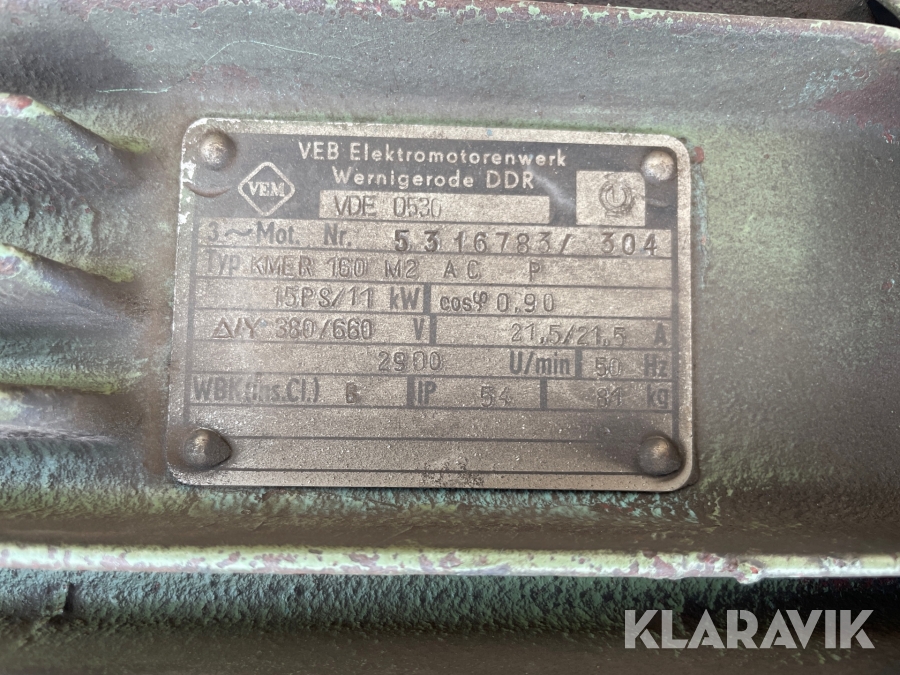 VEB Elektromotorenwerk
Wernigerode DDR
VEM
VDE 0530
3~Mot. Nr. 5316783/ 304
Typ. KMER 160 M2 AC P
15PS/11 kW cosφ 0.90
Δ/Y 380/660 V 21,5/21,5 A
2900 U/min 50 Hz
WBK(Ins.Cl.) B IP 54 81 kg
KLARAVIK